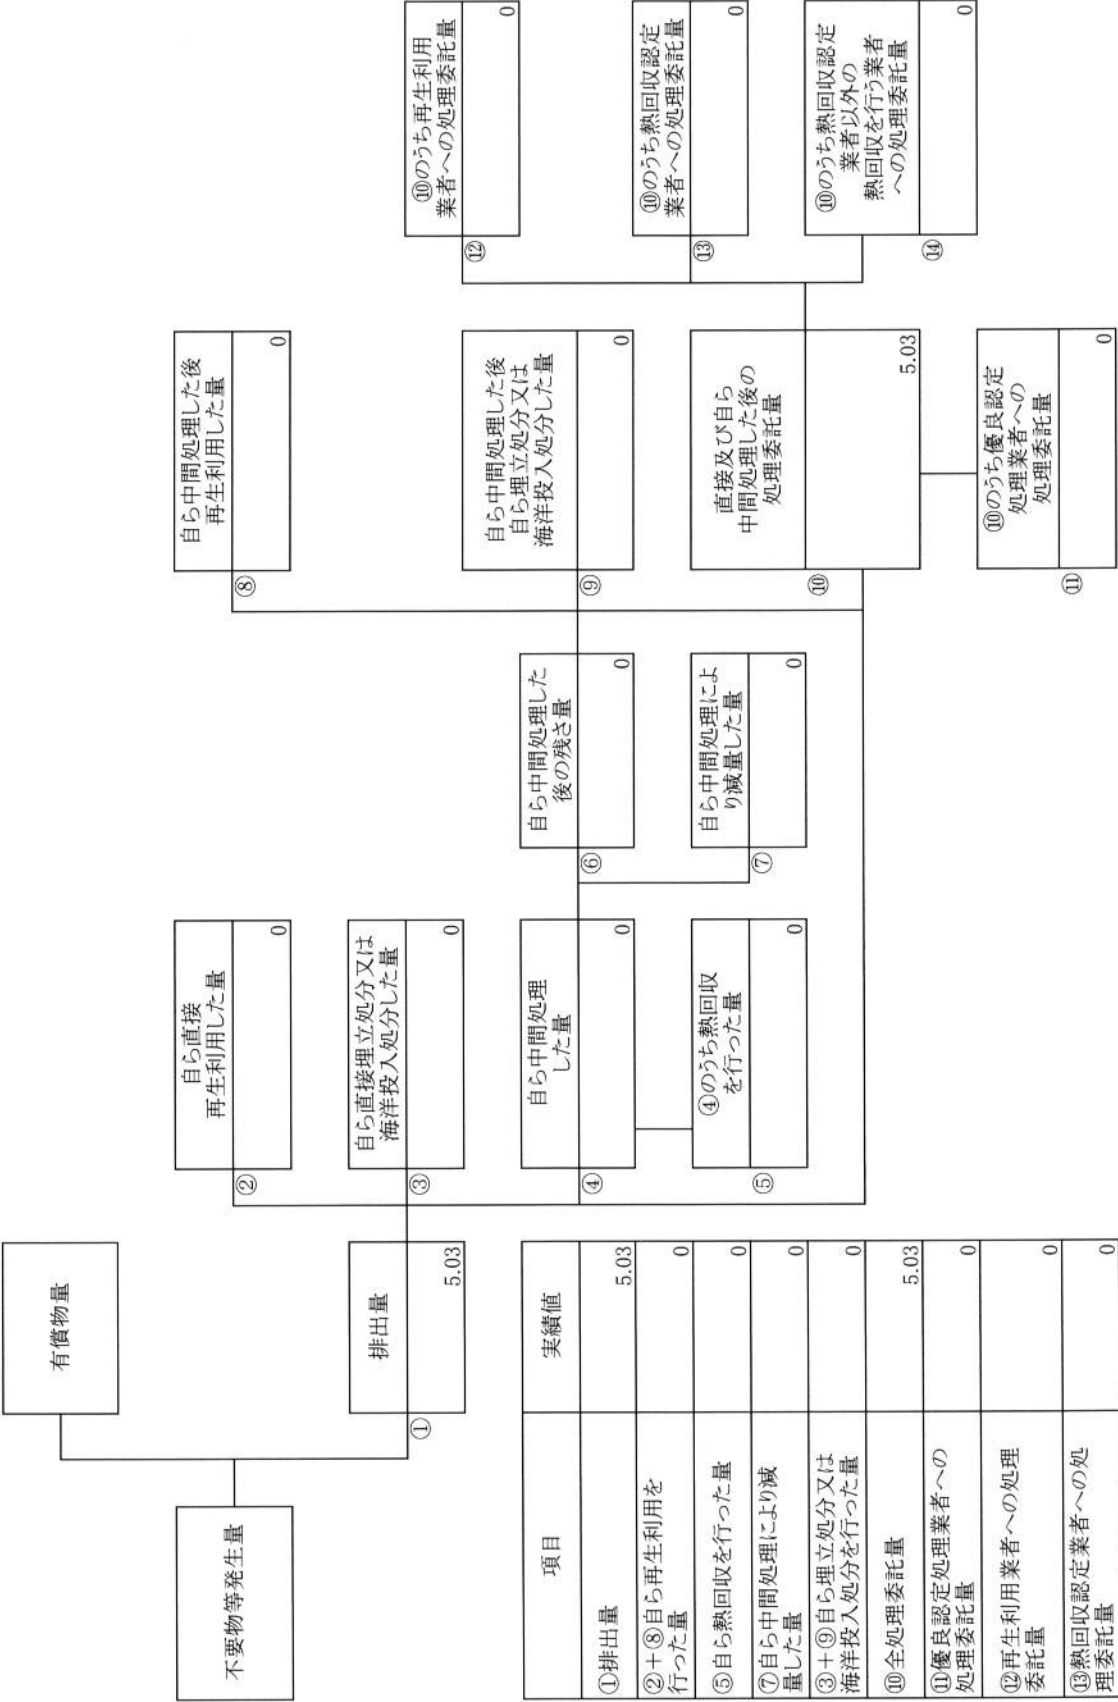 有償物量
不要物等発生量
排出量
①
5.03
自ら直接
再生利用した量
②
0
自ら直接埋立処分又は
海洋投入処分した量
③
0
自ら中間処理
した量
④
0
④のうち熱回収
を行った量
⑤
0
自ら中間処理した
後の残さ量
⑥
0
自ら中間処理によ
り減量した量
⑦
0
自ら中間処理した後
再生利用した量
⑧
0
自ら中間処理した後
自ら埋立処分又は
海洋投入処分した量
⑨
0
直接及び自ら
中間処理した後の
処理委託量
⑩
5.03
⑩のうち優良認定
処理業者への
処理委託量
⑪
0
⑩のうち再生利用
業者への処理委託量
⑫
0
⑩のうち熱回収認定
業者への処理委託量
⑬
0
⑩のうち熱回収認定
業者以外の
熱回収を行う業者
への処理委託量
⑭
0
項目 実績値
①排出量 5.03
②+⑧自ら再生利用を
行った量 0
⑤自ら熱回収を行った量 0
⑦自ら中間処理により減
量した量 0
③+⑨自ら埋立処分又は
海洋投入処分を行った量 0
⑩全処理委託量 5.03
⑪優良認定処理業者への
処理委託量 0
⑫再生利用業者への処理
委託量 0
⑬熱回収認定業者への処
理委託量 0